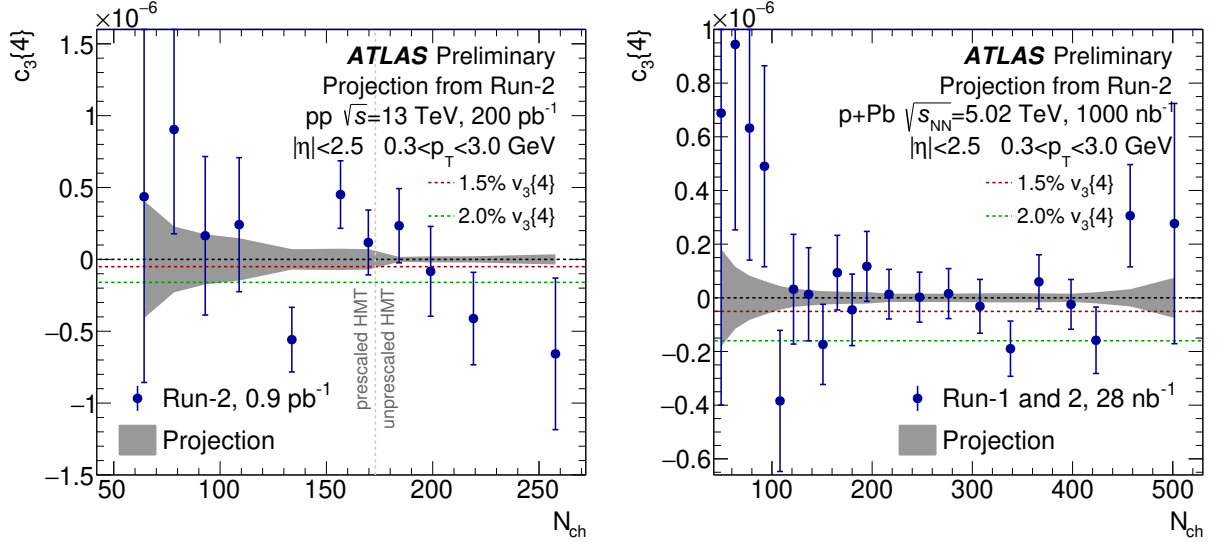 ×10⁻⁶
c₃{4}
ATLAS Preliminary
Projection from Run-2
pp √s=13 TeV, 200 pb⁻¹
|η|<2.5 0.3<p_T<3.0 GeV
1.5% v₃{4}
2.0% v₃{4}
1.5
1
0.5
0
−0.5
−1
−1.5
prescaled HMT
unprescaled HMT
Run-2, 0.9 pb⁻¹
Projection
50 100 150 200 250
N_ch
×10⁻⁶
c₃{4}
ATLAS Preliminary
Projection from Run-2
p+Pb √s_NN=5.02 TeV, 1000 nb⁻¹
|η|<2.5 0.3<p_T<3.0 GeV
1.5% v₃{4}
2.0% v₃{4}
1
0.8
0.6
0.4
0.2
0
−0.2
−0.4
−0.6
Run-1 and 2, 28 nb⁻¹
Projection
100 200 300 400 500
N_ch